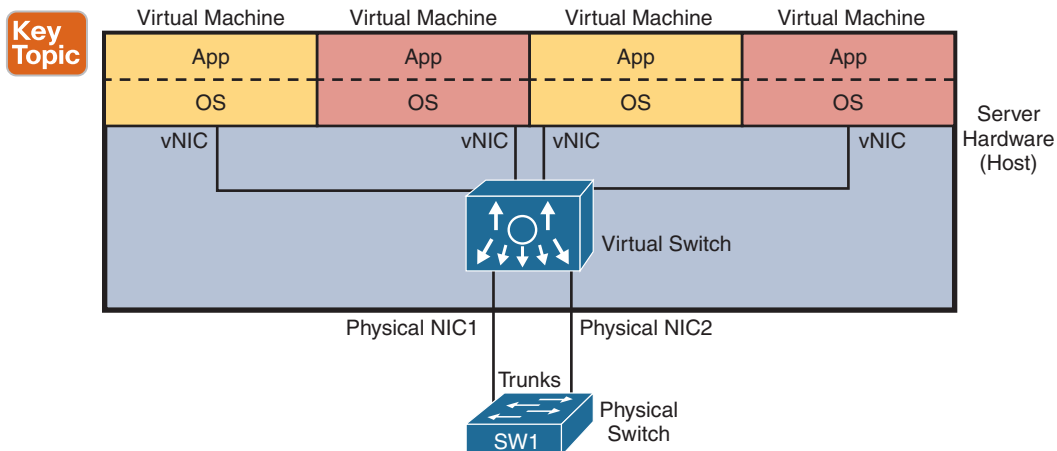 Key
Topic
Virtual Machine Virtual Machine Virtual Machine Virtual Machine
App App App App
OS OS OS OS
vNIC vNIC vNIC vNIC
Server
Hardware
(Host)
Virtual Switch
Physical NIC1 Physical NIC2
Trunks
Physical
Switch
SW1